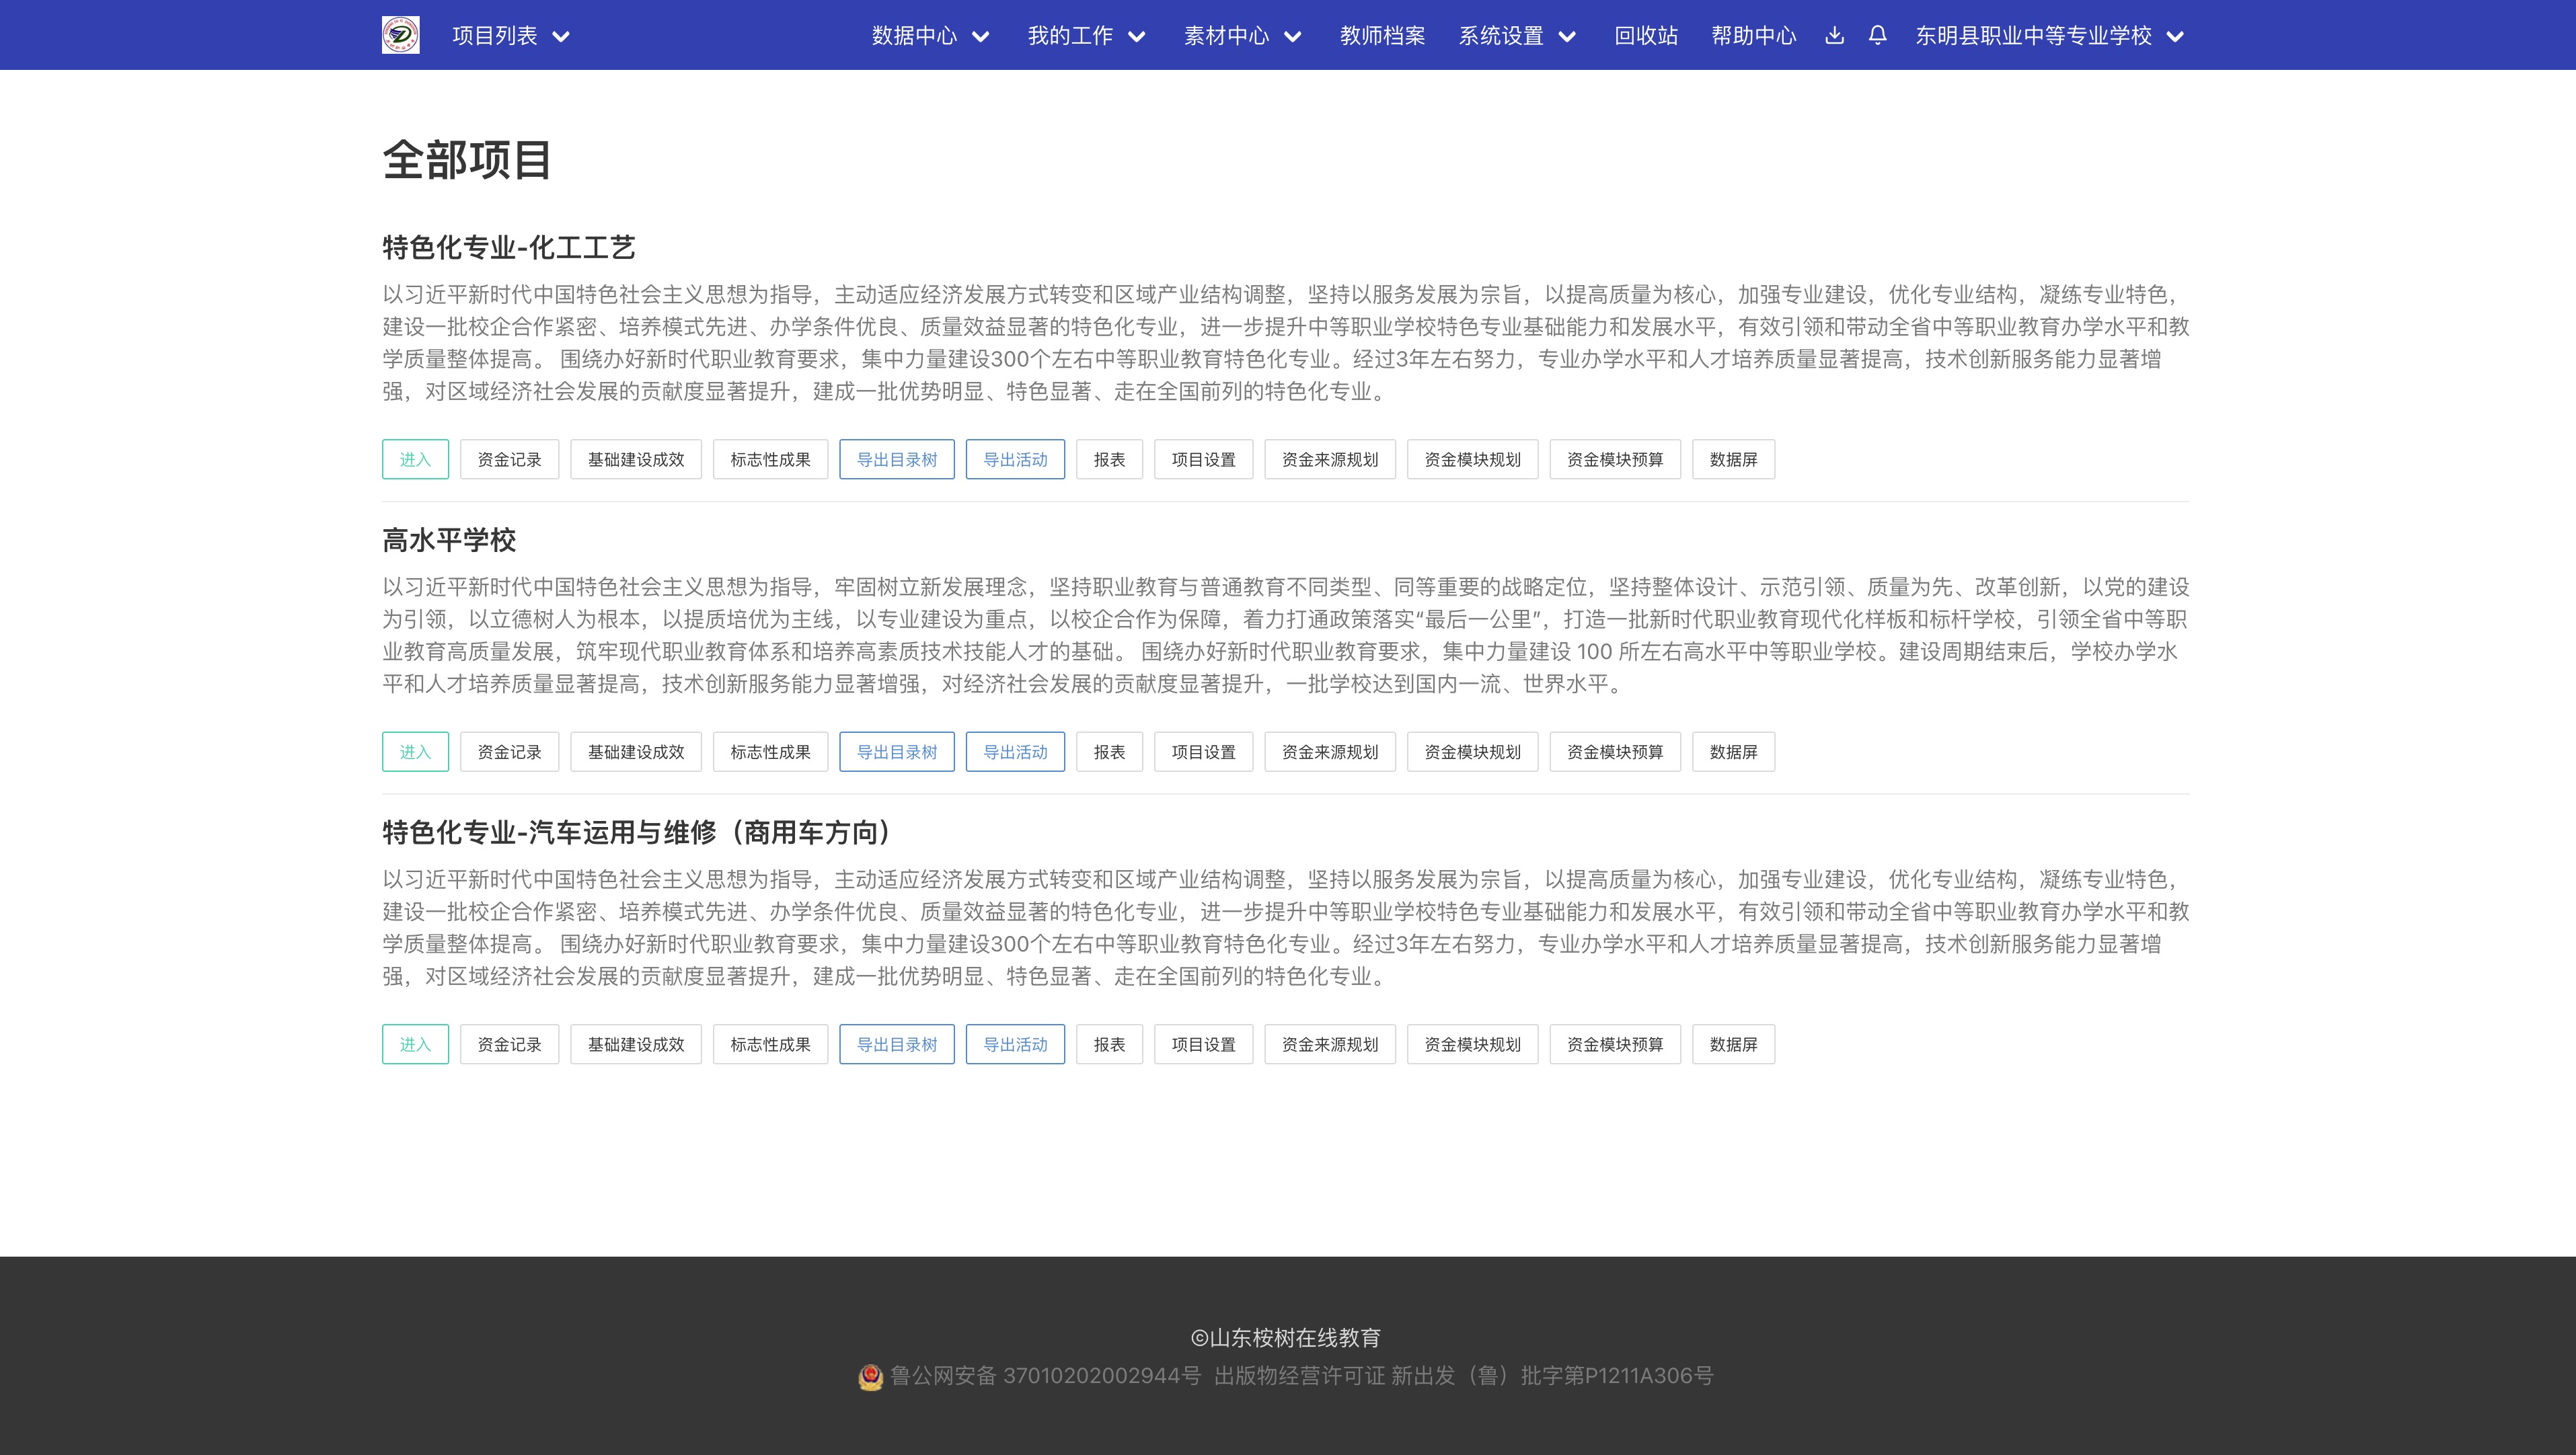 项目列表 数据中心 我的工作 素材中心 教师档案 系统设置 回收站 帮助中心 东明县职业中等专业学校
全部项目
特色化专业-化工工艺
以习近平新时代中国特色社会主义思想为指导，主动适应经济发展方式转变和区域产业结构调整，坚持以服务发展为宗旨，以提高质量为核心，加强专业建设，优化专业结构，凝练专业特色，
建设一批校企合作紧密、培养模式先进、办学条件优良、质量效益显著的特色化专业，进一步提升中等职业学校特色专业基础能力和发展水平，有效引领和带动全省中等职业教育办学水平和教
学质量整体提高。 围绕办好新时代职业教育要求，集中力量建设300个左右中等职业教育特色化专业。经过3年左右努力，专业办学水平和人才培养质量显著提高，技术创新服务能力显著增
强，对区域经济社会发展的贡献度显著提升，建成一批优势明显、特色显著、走在全国前列的特色化专业。
进入 资金记录 基础建设成效 标志性成果 导出目录树 导出活动 报表 项目设置 资金来源规划 资金模块规划 资金模块预算 数据屏
高水平学校
以习近平新时代中国特色社会主义思想为指导，牢固树立新发展理念，坚持职业教育与普通教育不同类型、同等重要的战略定位，坚持整体设计、示范引领、质量为先、改革创新，以党的建设
为引领，以立德树人为根本，以提质培优为主线，以专业建设为重点，以校企合作为保障，着力打通政策落实“最后一公里”，打造一批新时代职业教育现代化样板和标杆学校，引领全省中等职
业教育高质量发展，筑牢现代职业教育体系和培养高素质技术技能人才的基础。 围绕办好新时代职业教育要求，集中力量建设 100 所左右高水平中等职业学校。建设周期结束后，学校办学水
平和人才培养质量显著提高，技术创新服务能力显著增强，对经济社会发展的贡献度显著提升，一批学校达到国内一流、世界水平。
进入 资金记录 基础建设成效 标志性成果 导出目录树 导出活动 报表 项目设置 资金来源规划 资金模块规划 资金模块预算 数据屏
特色化专业-汽车运用与维修（商用车方向）
以习近平新时代中国特色社会主义思想为指导，主动适应经济发展方式转变和区域产业结构调整，坚持以服务发展为宗旨，以提高质量为核心，加强专业建设，优化专业结构，凝练专业特色，
建设一批校企合作紧密、培养模式先进、办学条件优良、质量效益显著的特色化专业，进一步提升中等职业学校特色专业基础能力和发展水平，有效引领和带动全省中等职业教育办学水平和教
学质量整体提高。 围绕办好新时代职业教育要求，集中力量建设300个左右中等职业教育特色化专业。经过3年左右努力，专业办学水平和人才培养质量显著提高，技术创新服务能力显著增
强，对区域经济社会发展的贡献度显著提升，建成一批优势明显、特色显著、走在全国前列的特色化专业。
进入 资金记录 基础建设成效 标志性成果 导出目录树 导出活动 报表 项目设置 资金来源规划 资金模块规划 资金模块预算 数据屏
©山东桉树在线教育
鲁公网安备 37010202002944号 出版物经营许可证 新出发（鲁）批字第P1211A306号